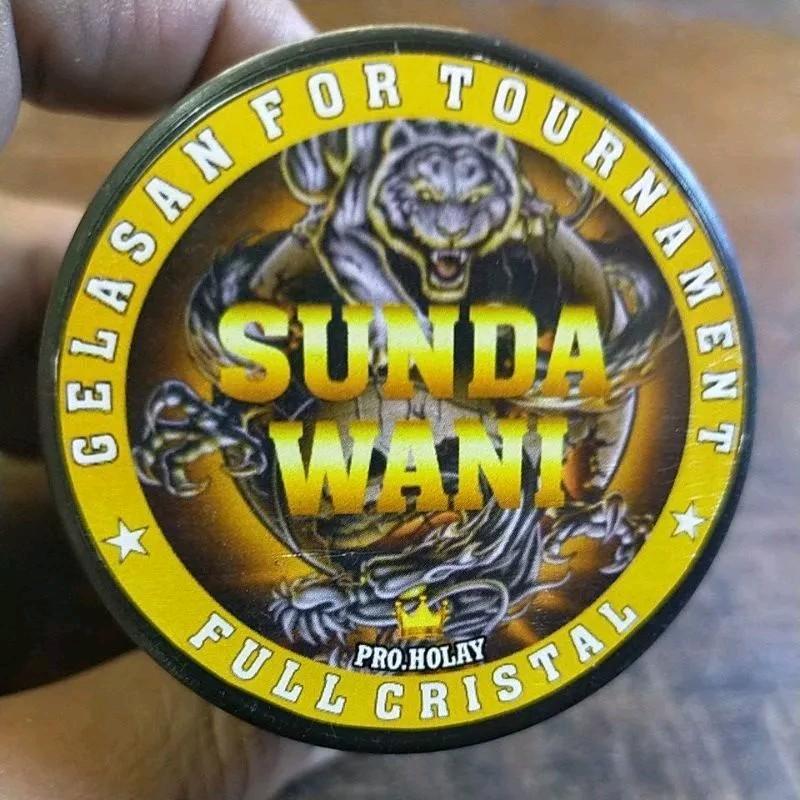 GELASAN FOR TOURNAMENT
SUNDA
WANI
PRO.HOLAY
FULL CRISTAL